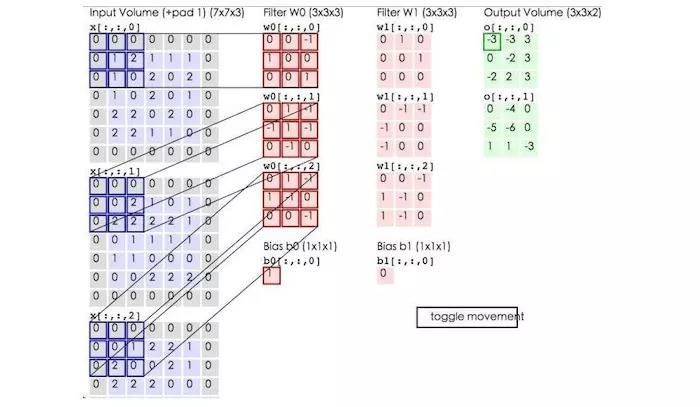 Input Volume (+pad 1) (7x7x3)
x[:,:,0]
0 0 0 0 0 0 0
0 1 2 1 1 1 0
0 1 0 2 0 2 0
0 1 0 2 0 1 0
0 2 2 0 2 0 0
0 2 2 1 1 0 0
0 0 0 0 0 0 0
x[:,:,1]
0 0 0 0 0 0 0
0 0 2 1 0 1 0
0 2 2 2 2 1 0
0 0 1 1 1 1 0
0 1 1 0 0 0 0
0 0 0 2 2 2 0
0 0 0 0 0 0 0
x[:,:,2]
0 0 0 0 0 0 0
0 0 1 2 2 1 0
0 2 0 0 2 1 0
0 2 2 2 0 0 0
Filter W0 (3x3x3)
w0[:,:,0]
0 0 -1
1 0 0
0 0 1
w0[:,:,1]
0 1 -1
-1 1 -1
0 -1 0
w0[:,:,2]
0 1 -1
1 -1 0
0 0 -1
Bias b0 (1x1x1)
b0[:,:,0]
1
Filter W1 (3x3x3)
w1[:,:,0]
0 1 0
0 0 1
0 0 0
w1[:,:,1]
0 -1 -1
-1 0 0
-1 0 0
w1[:,:,2]
0 0 -1
1 -1 0
1 -1 0
Bias b1 (1x1x1)
b1[:,:,0]
0
Output Volume (3x3x2)
o[:,:,0]
-3 -3 3
0 -2 3
-2 2 3
o[:,:,1]
0 -4 0
-5 -6 0
1 1 -3
toggle movement